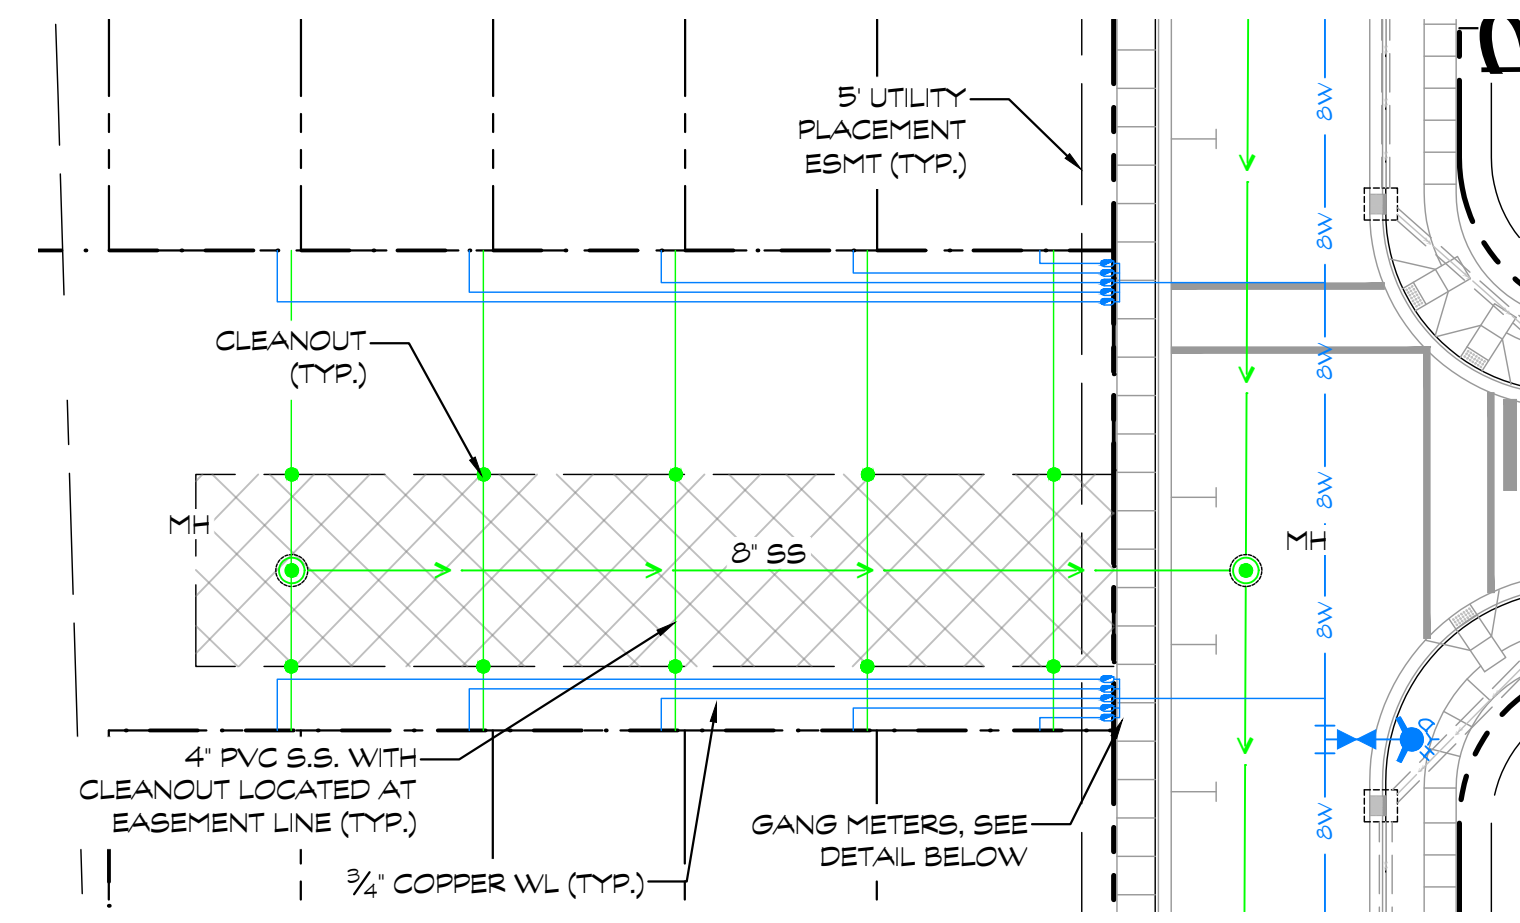 5' UTILITY
PLACEMENT
ESMT (TYP.)
8W
8W
CLEANOUT
(TYP.)
8W
8W
MH
8" SS
MH
8W
4" PVC S.S. WITH
CLEANOUT LOCATED AT
EASEMENT LINE (TYP.)
HYD
GANG METERS, SEE
DETAIL BELOW
8W
3/4" COPPER WL (TYP.)